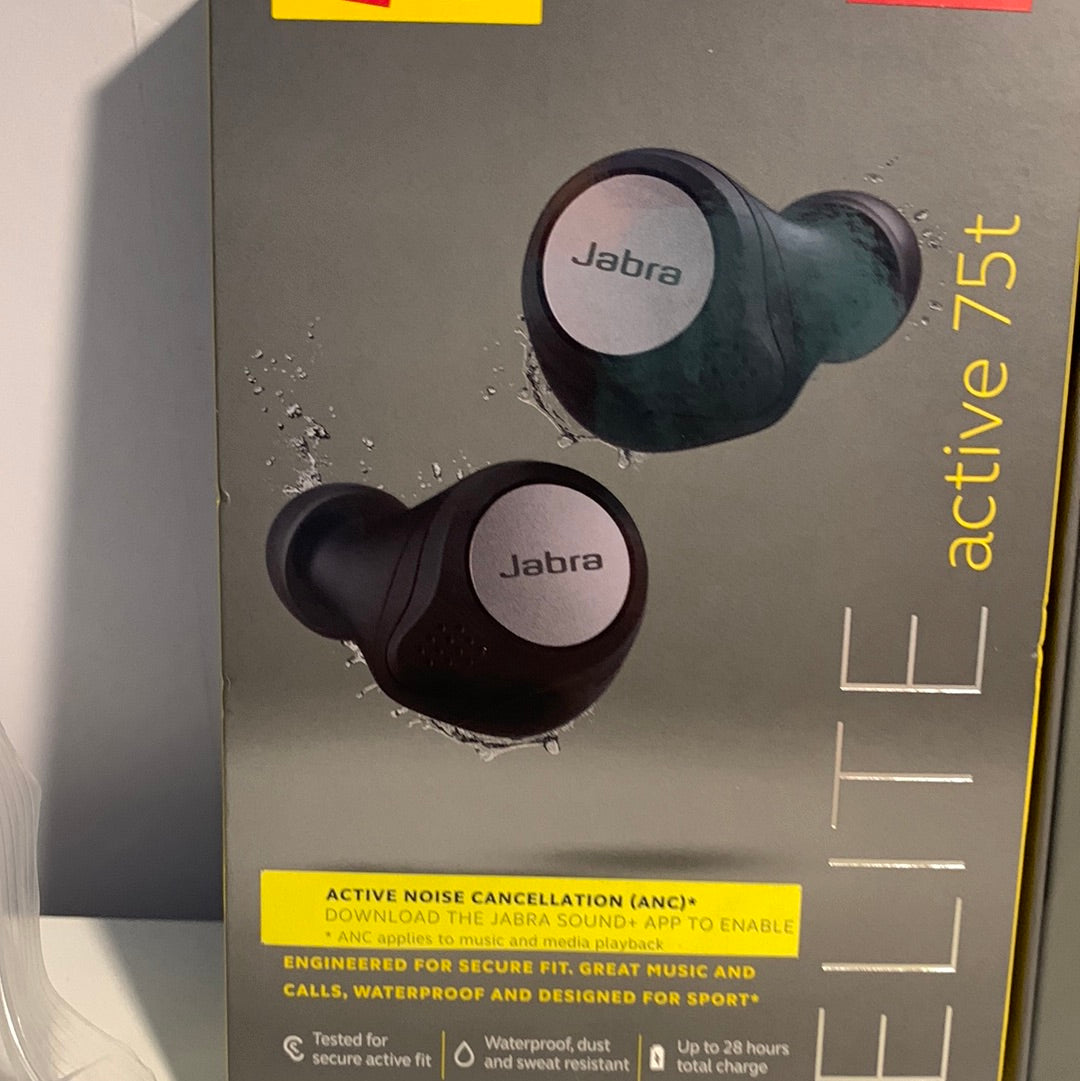 Jabra
Jabra
ELITE active 75t
ACTIVE NOISE CANCELLATION (ANC)*
DOWNLOAD THE JABRA SOUND+ APP TO ENABLE
* ANC applies to music and media playback
ENGINEERED FOR SECURE FIT. GREAT MUSIC AND
CALLS, WATERPROOF AND DESIGNED FOR SPORT*
Tested for
secure active fit
Waterproof, dust
and sweat resistant
Up to 28 hours
total charge